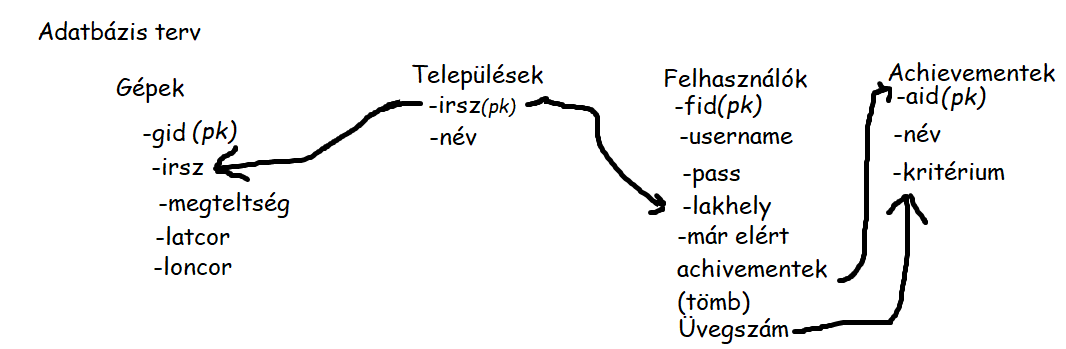 Adatbázis terv
Gépek
-gid (pk)
-irsz
-megteltség
-latcor
-loncor
Települések
-irsz(pk)
-név
Felhasználók
-fid(pk)
-username
-pass
-lakhely
-már elért
achivementek
(tömb)
Üvegszám
Achievementek
-aid(pk)
-név
-kritérium